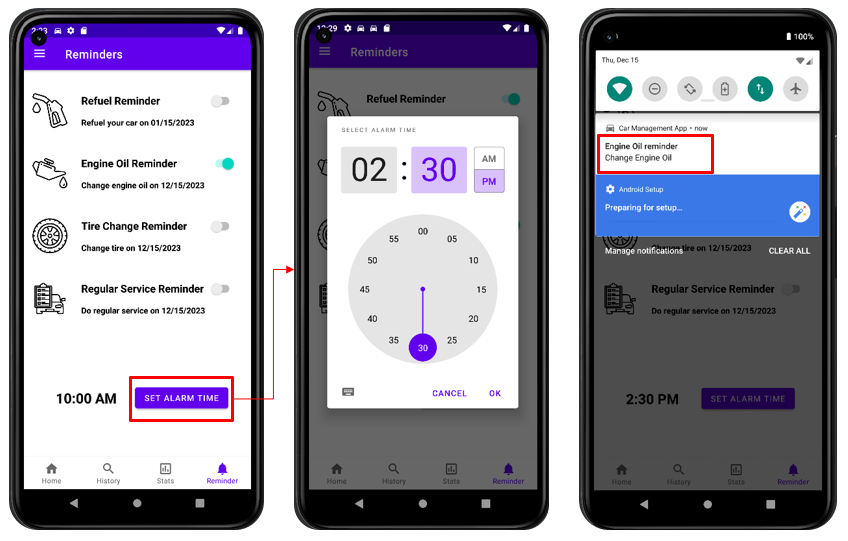 2:23
Reminders
Refuel Reminder
Refuel your car on 01/15/2023
Engine Oil Reminder
Change engine oil on 12/15/2023
Tire Change Reminder
Change tire on 12/15/2023
Regular Service Reminder
Do regular service on 12/15/2023
10:00 AM
SET ALARM TIME
Home
History
Stats
Reminder
12:29
Reminders
Refuel Reminder
SELECT ALARM TIME
02 : 30
AM
PM
00
05
10
15
20
25
30
35
40
45
50
55
CANCEL
OK
Home
History
Stats
Reminder
100%
Thu, Dec 15
Car Management App • now
Engine Oil reminder
Change Engine Oil
Android Setup
Preparing for setup...
Change tire on 12/15/2023
Manage notifications
CLEAR ALL
Regular Service Reminder
Do regular service on 12/15/2023
2:30 PM
SET ALARM TIME
Home
History
Stats
Reminder